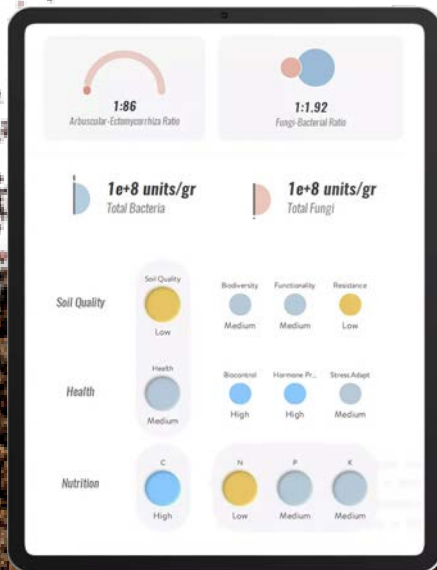 1:86
Arbuscular-Ectomycorrhiza Ratio
1:1.92
Fungi-Bacterial Ratio
1e+8 units/gr
Total Bacteria
1e+8 units/gr
Total Fungi
Soil Quality
Soil Quality
Low
Biodiversity
Medium
Functionality
Medium
Resistance
Low
Health
Health
Medium
Biocontrol
High
Hormone Pr...
High
Stress Adapt
Medium
Nutrition
C
High
N
Low
P
Medium
K
Medium